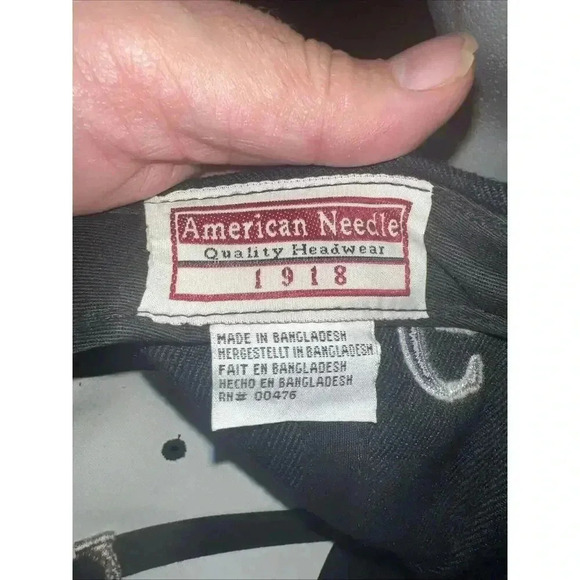 American Needle
Quality Headwear
1918
MADE IN BANGLADESH
HERGESTELLT IN BANGLADESH
FAIT EN BANGLADESH
HECHO EN BANGLADESH
RN# 00476